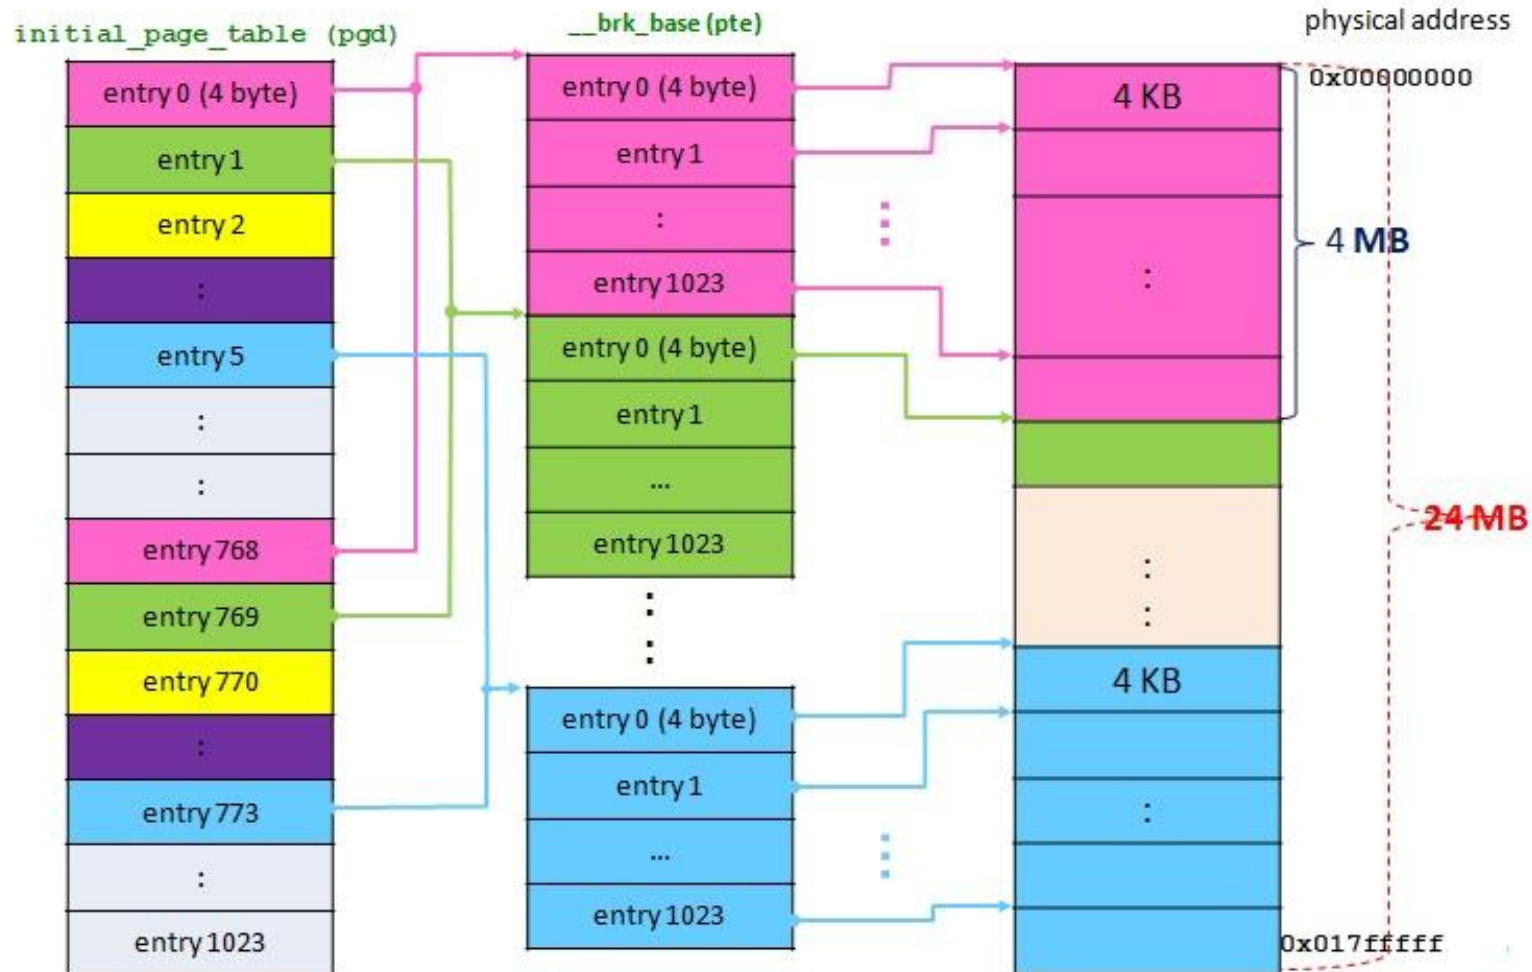 initial_page_table (pgd)
entry 0 (4 byte)
entry 1
entry 2
:
entry 5
:
:
entry 768
entry 769
entry 770
:
entry 773
:
entry 1023
__brk_base (pte)
entry 0 (4 byte)
entry 1
:
entry 1023
entry 0 (4 byte)
entry 1
...
entry 1023
:
:
entry 0 (4 byte)
entry 1
...
entry 1023
physical address
0x00000000
4 KB
:
4 MB
:
:
24 MB
4 KB
:
0x017fffff